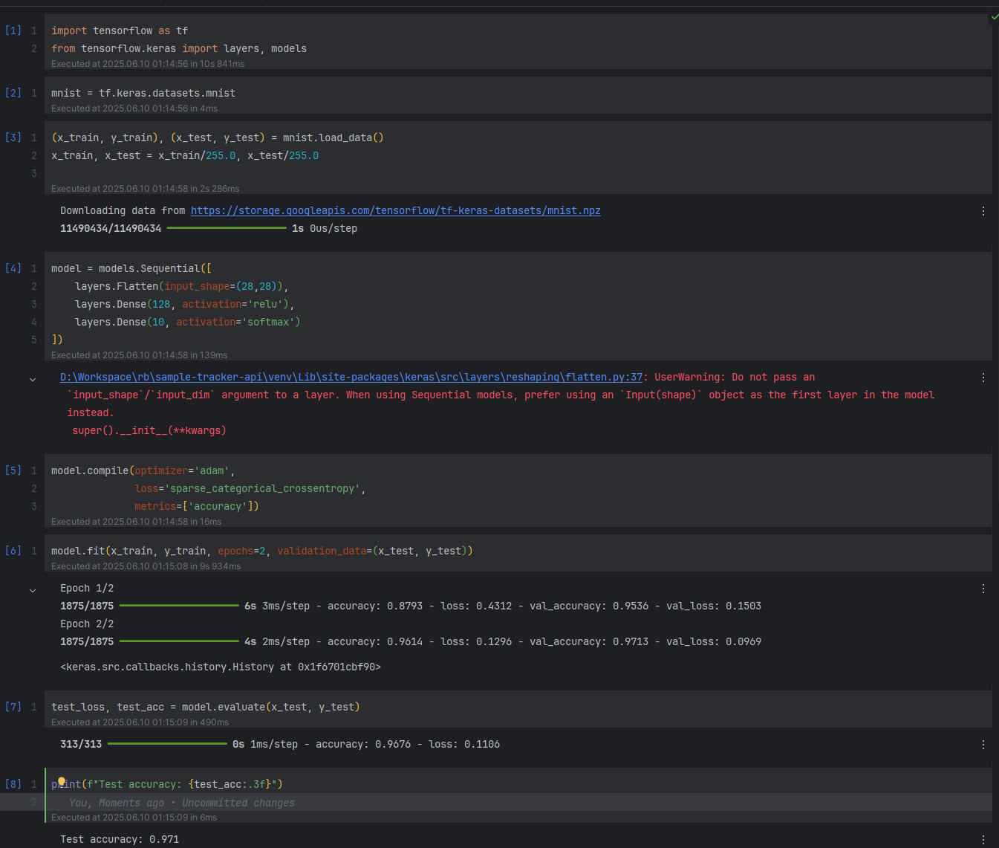 [1] 1 import tensorflow as tf
2 from tensorflow.keras import layers, models
Executed at 2025.06.10 01:14:56 in 10s 841ms
[2] 1 mnist = tf.keras.datasets.mnist
Executed at 2025.06.10 01:14:56 in 4ms
[3] 1 (x_train, y_train), (x_test, y_test) = mnist.load_data()
2 x_train, x_test = x_train/255.0, x_test/255.0
3
Executed at 2025.06.10 01:14:58 in 2s 286ms
Downloading data from https://storage.googleapis.com/tensorflow/tf-keras-datasets/mnist.npz
11490434/11490434 1s 0us/step
[4] 1 model = models.Sequential([
2 layers.Flatten(input_shape=(28,28)),
3 layers.Dense(128, activation='relu'),
4 layers.Dense(10, activation='softmax')
5 ])
Executed at 2025.06.10 01:14:58 in 139ms
D:\Workspace\rb\sample-tracker-api\venv\Lib\site-packages\keras\src\layers\reshaping\flatten.py:37: UserWarning: Do not pass an
`input_shape`/`input_dim` argument to a layer. When using Sequential models, prefer using an `Input(shape)` object as the first layer in the model
instead.
super().__init__(**kwargs)
[5] 1 model.compile(optimizer='adam',
2 loss='sparse_categorical_crossentropy',
3 metrics=['accuracy'])
Executed at 2025.06.10 01:14:58 in 16ms
[6] 1 model.fit(x_train, y_train, epochs=2, validation_data=(x_test, y_test))
Executed at 2025.06.10 01:15:08 in 9s 934ms
Epoch 1/2
1875/1875 6s 3ms/step - accuracy: 0.8793 - loss: 0.4312 - val_accuracy: 0.9536 - val_loss: 0.1503
Epoch 2/2
1875/1875 4s 2ms/step - accuracy: 0.9614 - loss: 0.1296 - val_accuracy: 0.9713 - val_loss: 0.0969
<keras.src.callbacks.history.History at 0x1f6701cbf90>
[7] 1 test_loss, test_acc = model.evaluate(x_test, y_test)
Executed at 2025.06.10 01:15:09 in 490ms
313/313 0s 1ms/step - accuracy: 0.9676 - loss: 0.1106
[8] 1 print(f"Test accuracy: {test_acc:.3f}")
2 You, Moments ago • Uncommitted changes
Executed at 2025.06.10 01:15:09 in 6ms
Test accuracy: 0.971